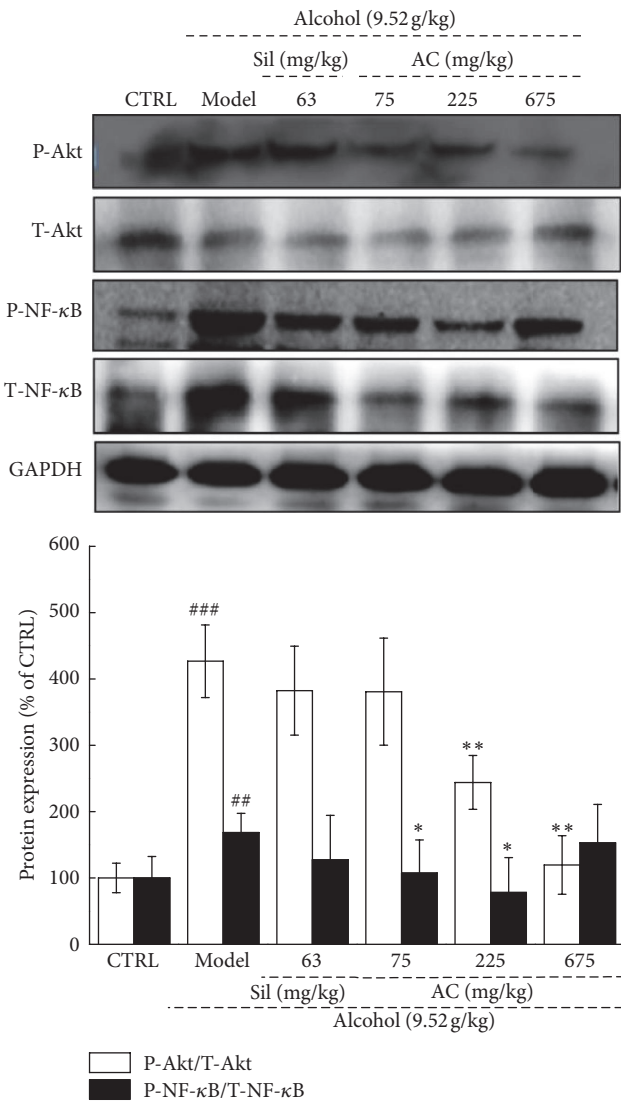 Alcohol (9.52 g/kg)
Sil (mg/kg) AC (mg/kg)
CTRL Model 63 75 225 675
P-Akt
T-Akt
P-NF-κB
T-NF-κB
GAPDH
600
500
400
300
200
100
0
Protein expression (% of CTRL)
###
##
*
**
*
**
CTRL Model 63 75 225 675
Sil (mg/kg) AC (mg/kg)
Alcohol (9.52 g/kg)
P-Akt/T-Akt
P-NF-κB/T-NF-κB